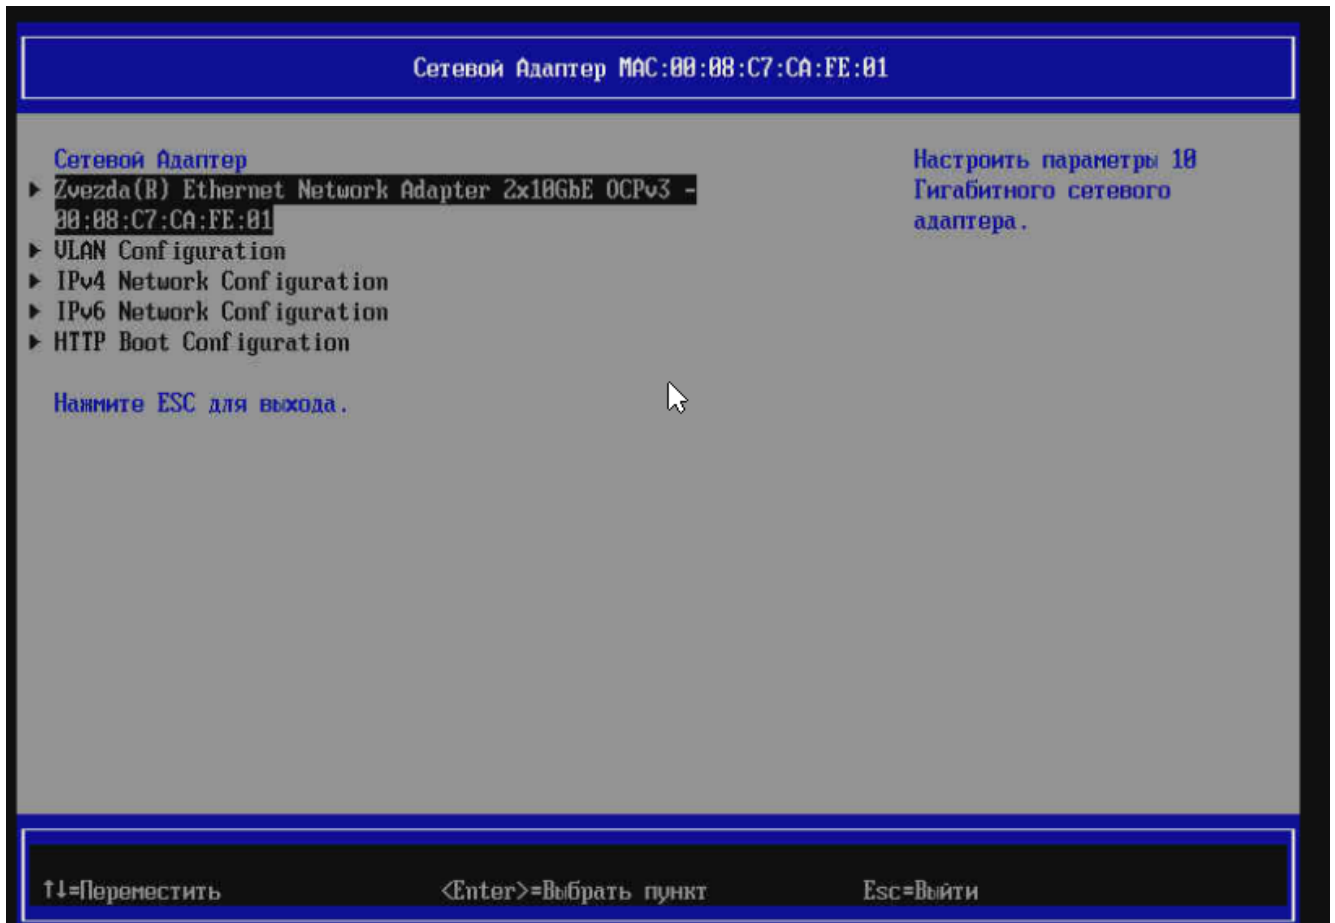 Сетевой Адаптер MAC:00:08:C7:CA:FE:01
Сетевой Адаптер
Zvezda(R) Ethernet Network Adapter 2x10GbE OCPv3 -
00:08:C7:CA:FE:01
VLAN Configuration
IPv4 Network Configuration
IPv6 Network Configuration
HTTP Boot Configuration
Нажмите ESC для выхода.
Настроить параметры 10
Гигабитного сетевого
адаптера.
↑↓=Переместить
<Enter>=Выбрать пункт
Esc=Выйти